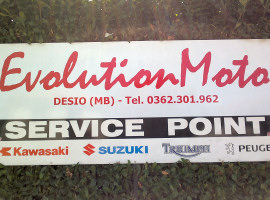 EvolutionMoto
DESIO (MB) - Tel. 0362.301.962
SERVICE POINT
Kawasaki SUZUKI TRIUMPH PEUGE